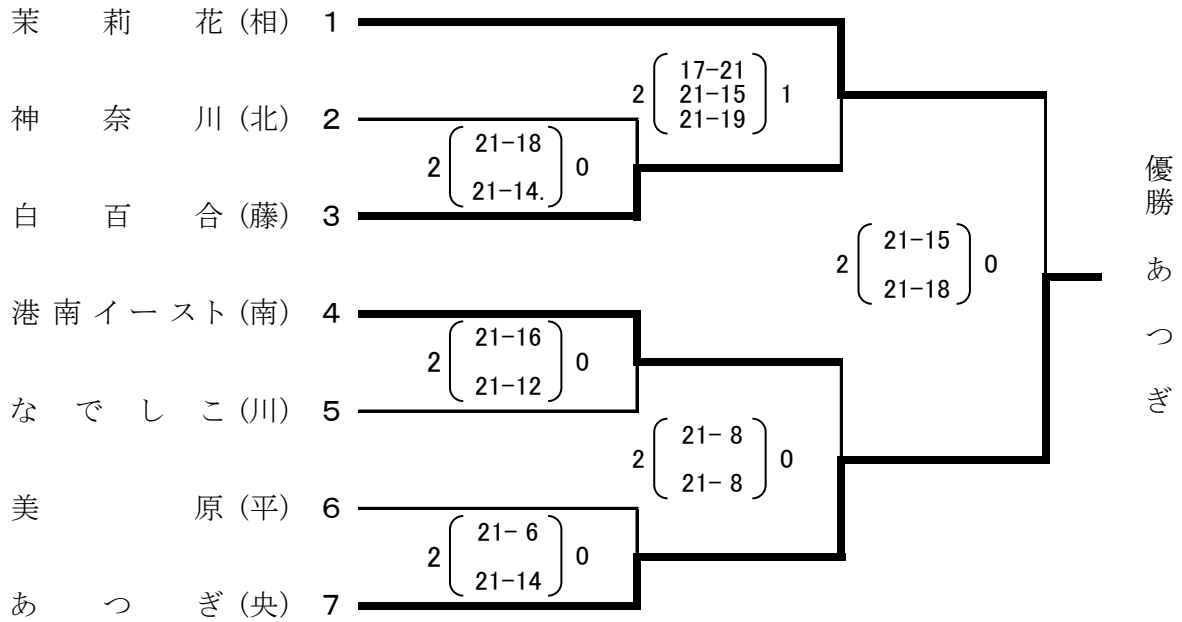 茉莉花(相) 1
神奈川(北) 2
白百合(藤) 3
港南イースト(南) 4
なでしこ(川) 5
美原(平) 6
あつぎ(央) 7
2 21-18 0
21-14.
2 21-16 0
21-12
2 21- 6 0
21-14
17-21
2 21-15 1
21-19
2 21- 8 0
21- 8
2 21-15 0
21-18
優勝 あつぎ